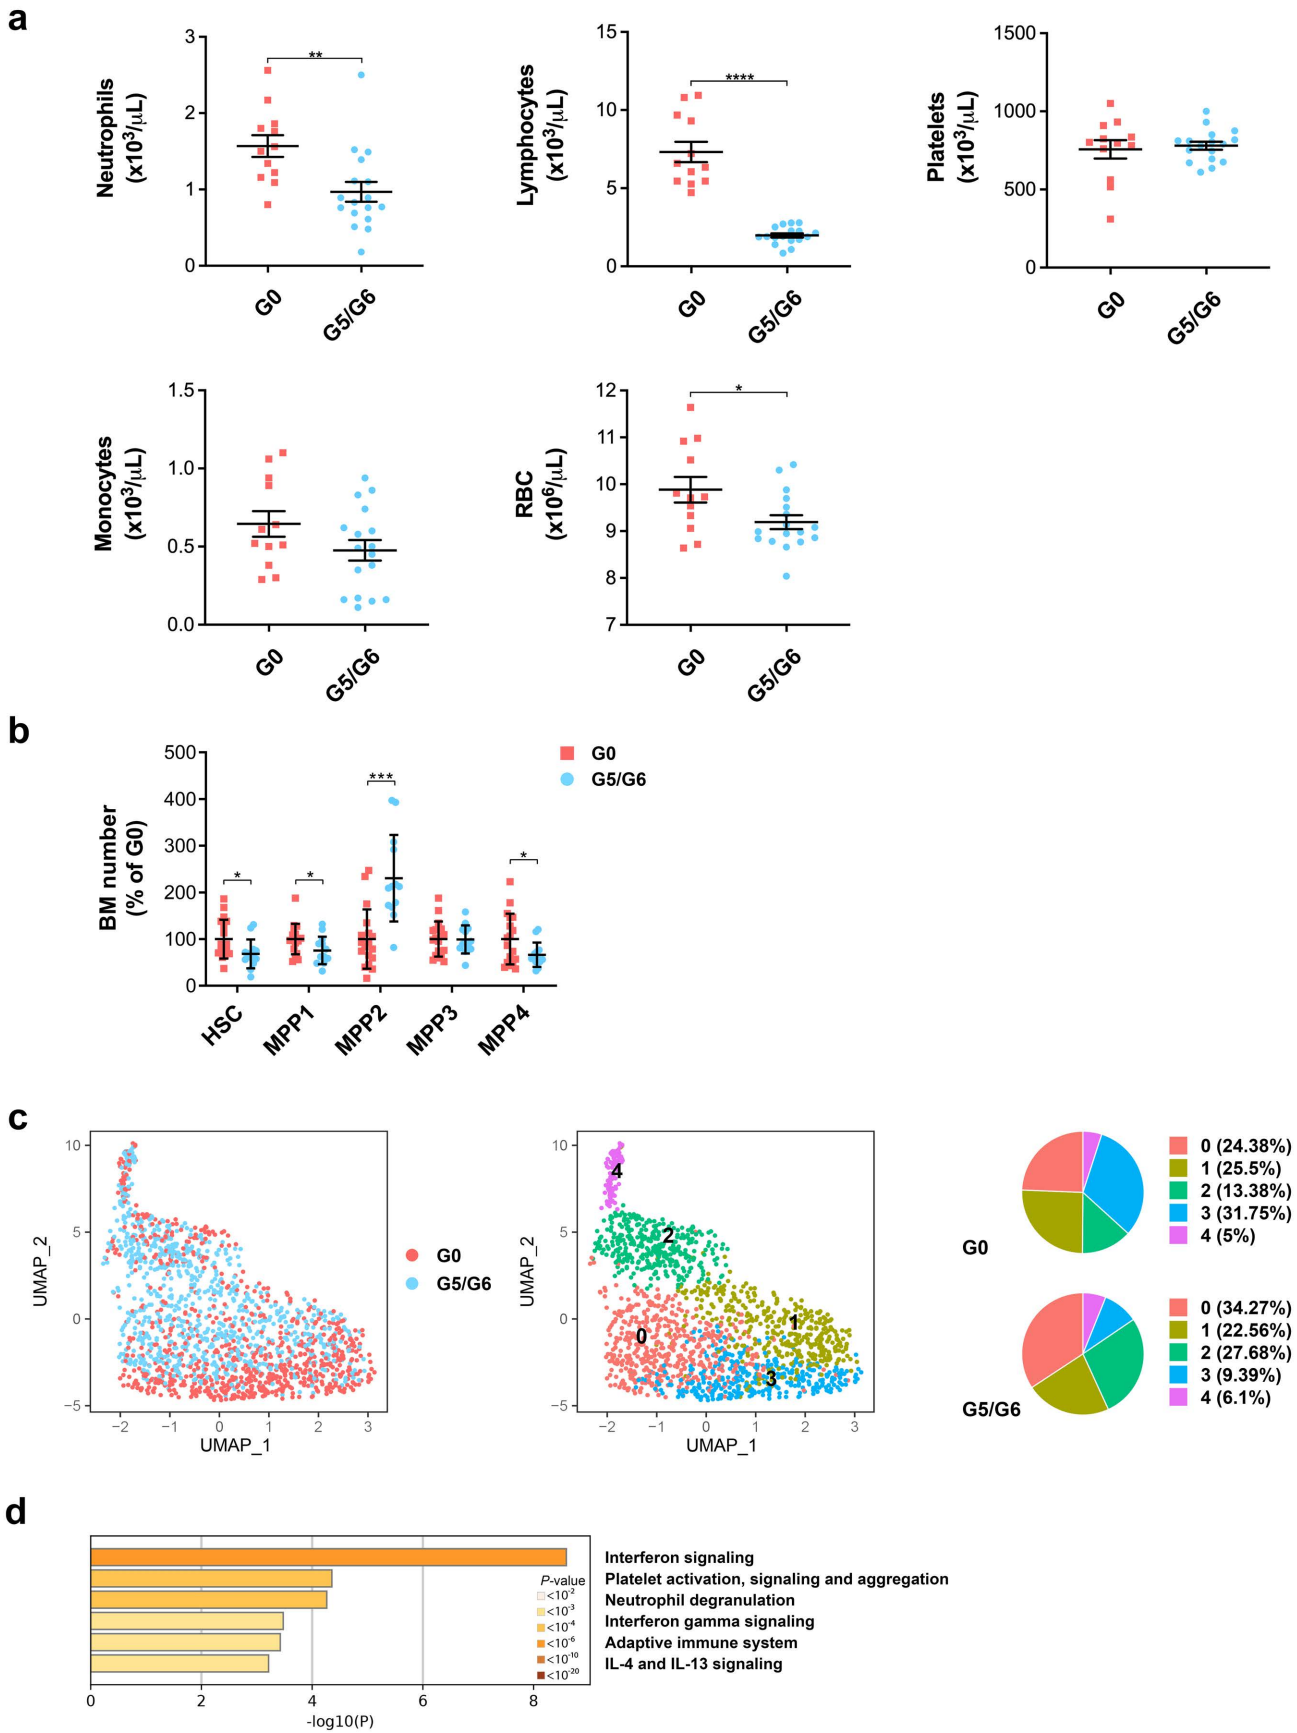 a
Neutrophils
(x10³/µL)
3
2
1
0
**
G0
G5/G6
Lymphocytes
(x10³/µL)
15
10
5
0
****
G0
G5/G6
Platelets
(x10³/µL)
1500
1000
500
0
G0
G5/G6
Monocytes
(x10³/µL)
1.5
1.0
0.5
0.0
G0
G5/G6
RBC
(x10⁶/µL)
12
11
10
9
8
7
*
G0
G5/G6
b
BM number
(% of G0)
500
400
300
200
100
0
*
*
***
*
HSC
MPP1
MPP2
MPP3
MPP4
G0
G5/G6
c
UMAP_2
10
5
0
−5
−2
−1
0
1
2
3
UMAP_1
G0
G5/G6
UMAP_2
10
5
0
−5
4
2
1
0
3
−2
−1
0
1
2
3
UMAP_1
G0
0 (24.38%)
1 (25.5%)
2 (13.38%)
3 (31.75%)
4 (5%)
G5/G6
0 (34.27%)
1 (22.56%)
2 (27.68%)
3 (9.39%)
4 (6.1%)
d
Interferon signaling
Platelet activation, signaling and aggregation
Neutrophil degranulation
Interferon gamma signaling
Adaptive immune system
IL-4 and IL-13 signaling
P-value
<10⁻²
<10⁻³
<10⁻⁴
<10⁻⁶
<10⁻¹⁰
<10⁻²⁰
0
2
4
6
8
-log10(P)